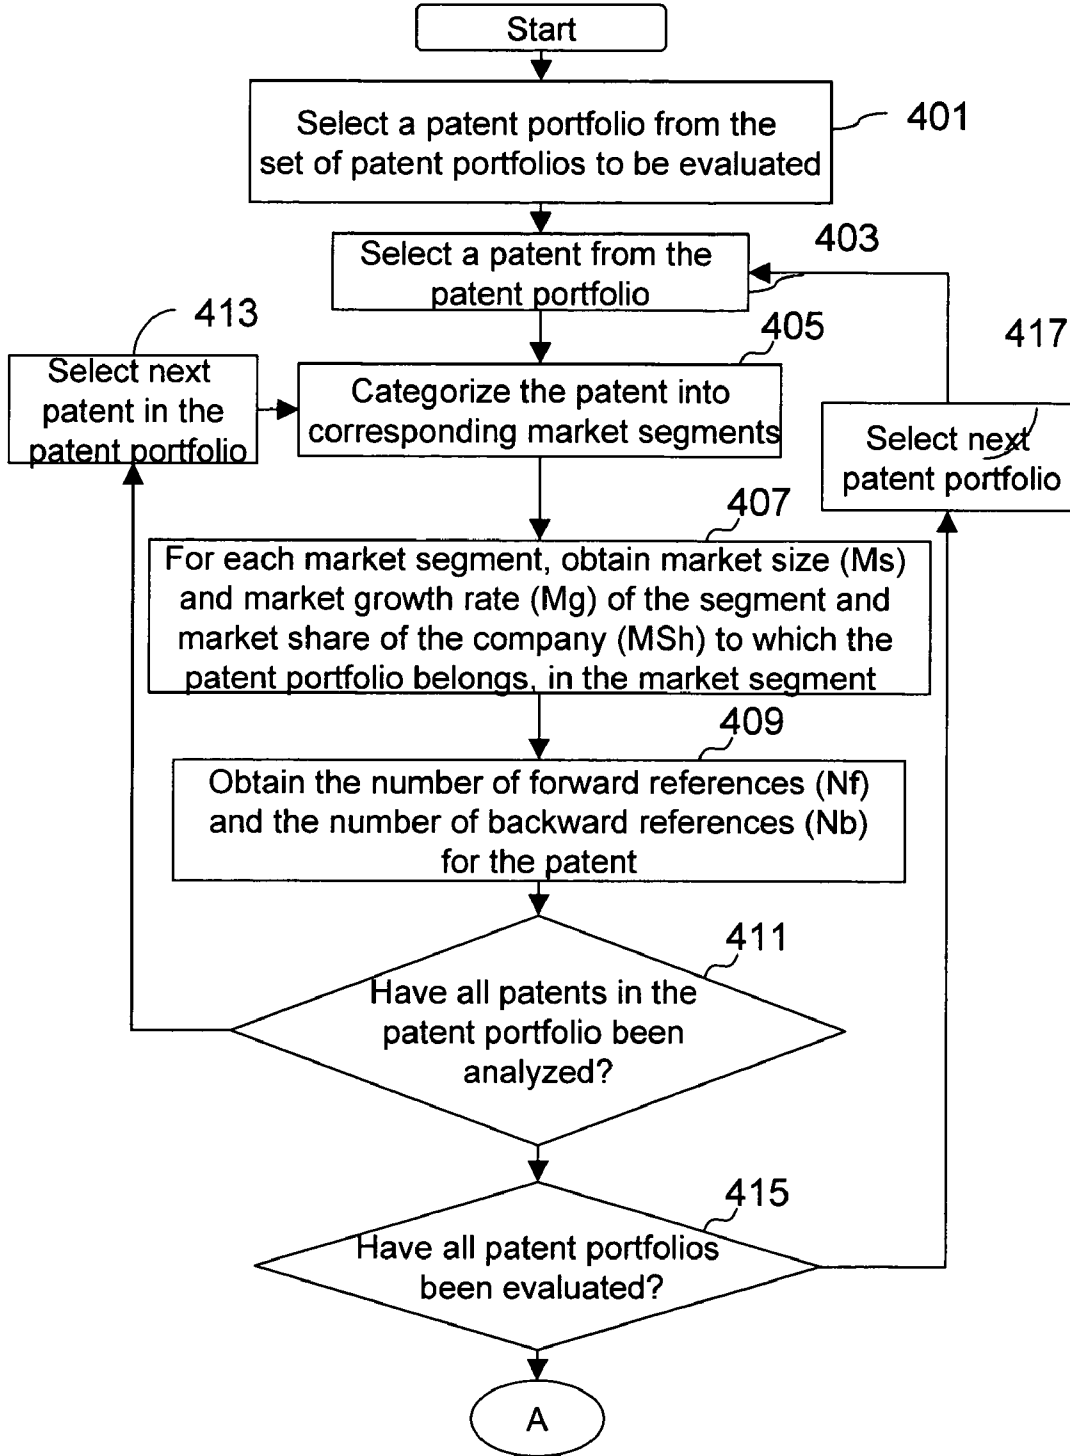 Start
Select a patent portfolio from the
set of patent portfolios to be evaluated
401
Select a patent from the
patent portfolio
403
413
Select next
patent in the
patent portfolio
405
Categorize the patent into
corresponding market segments
417
Select next
patent portfolio
407
For each market segment, obtain market size (Ms)
and market growth rate (Mg) of the segment and
market share of the company (MSh) to which the
patent portfolio belongs, in the market segment
409
Obtain the number of forward references (Nf)
and the number of backward references (Nb)
for the patent
411
Have all patents in the
patent portfolio been
analyzed?
415
Have all patent portfolios
been evaluated?
A